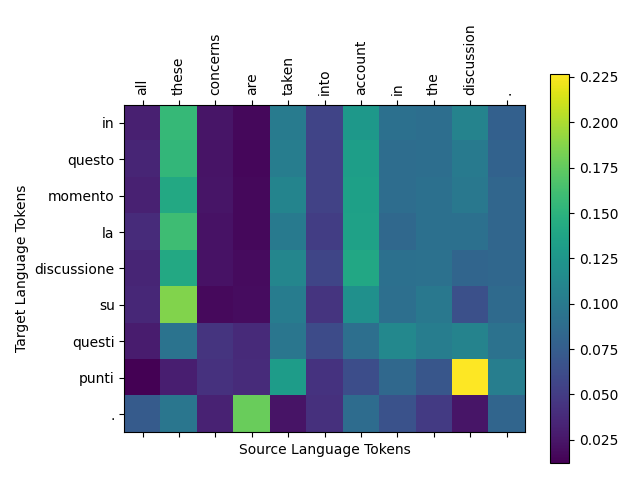 all these concerns are taken into account in the discussion .
in
questo
momento
la
discussione
su
questi
punti
.
Target Language Tokens
Source Language Tokens
0.225
0.200
0.175
0.150
0.125
0.100
0.075
0.050
0.025